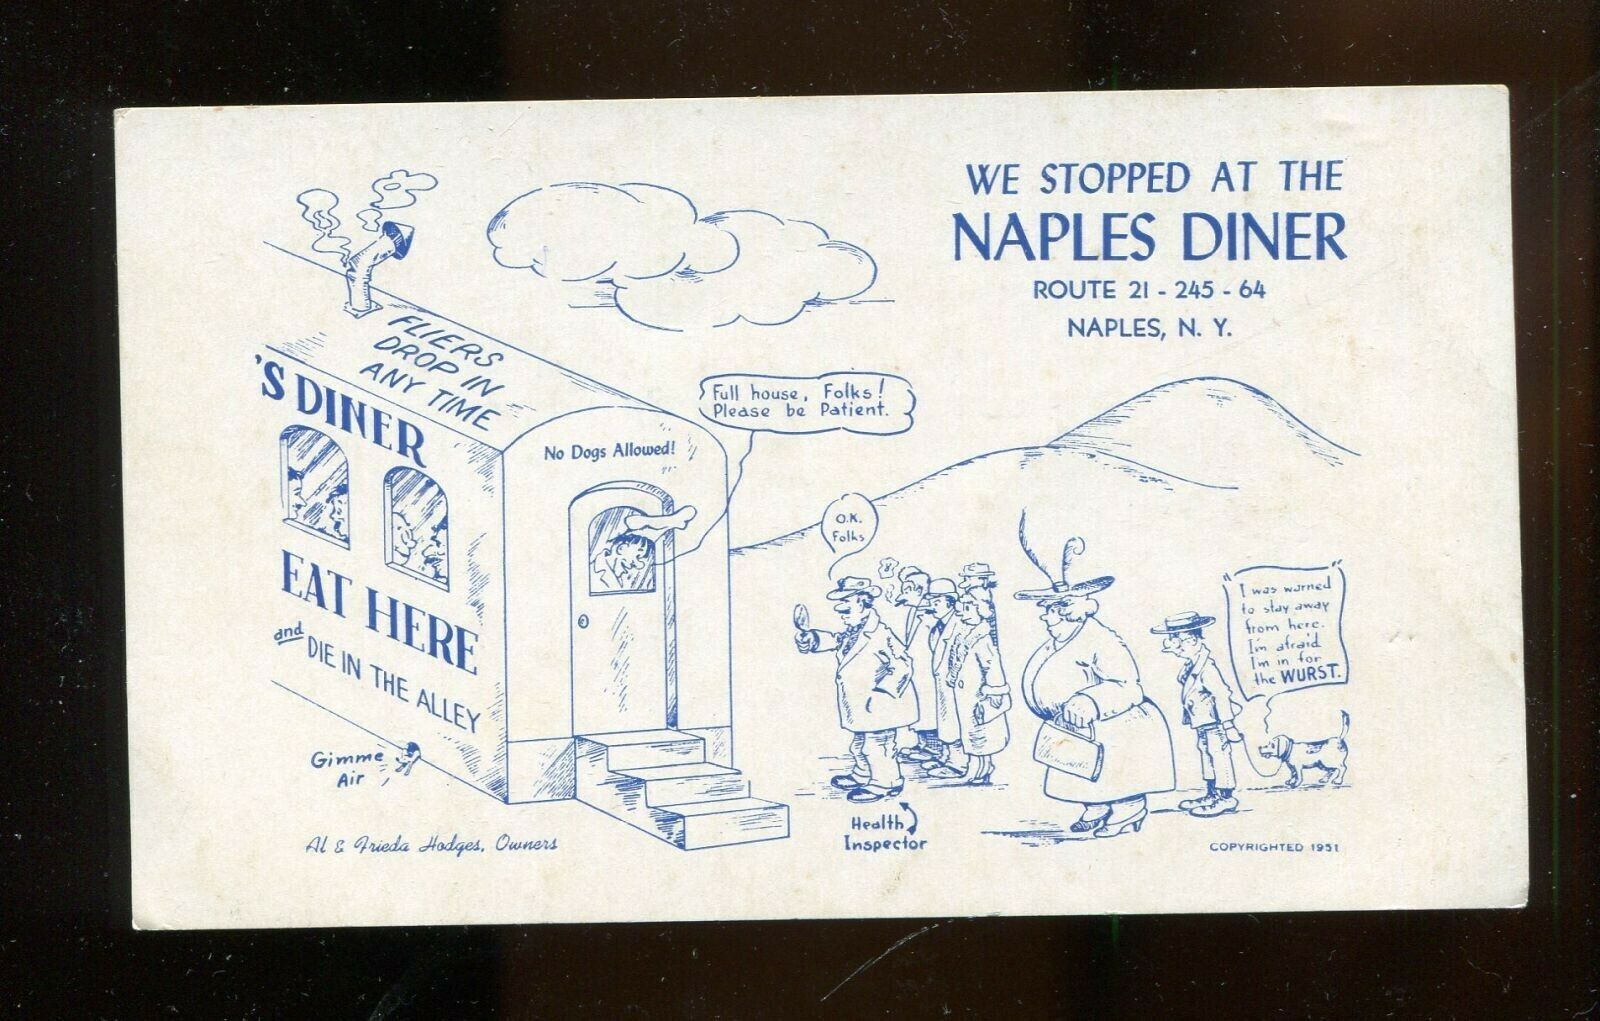 WE STOPPED AT THE
NAPLES DINER
ROUTE 21 - 245 - 64
NAPLES, N. Y.
FLIERS
DROP IN
ANY TIME
'S DINER
EAT HERE
and DIE IN THE ALLEY
Gimme
Air
No Dogs Allowed!
Full house, Folks!
Please be Patient.
O.K.
Folks
Health
Inspector
"I was warned"
to stay away
from here.
I'm afraid
I'm in for
the WURST.
Al & Frieda Hodges, Owners
COPYRIGHTED 1951